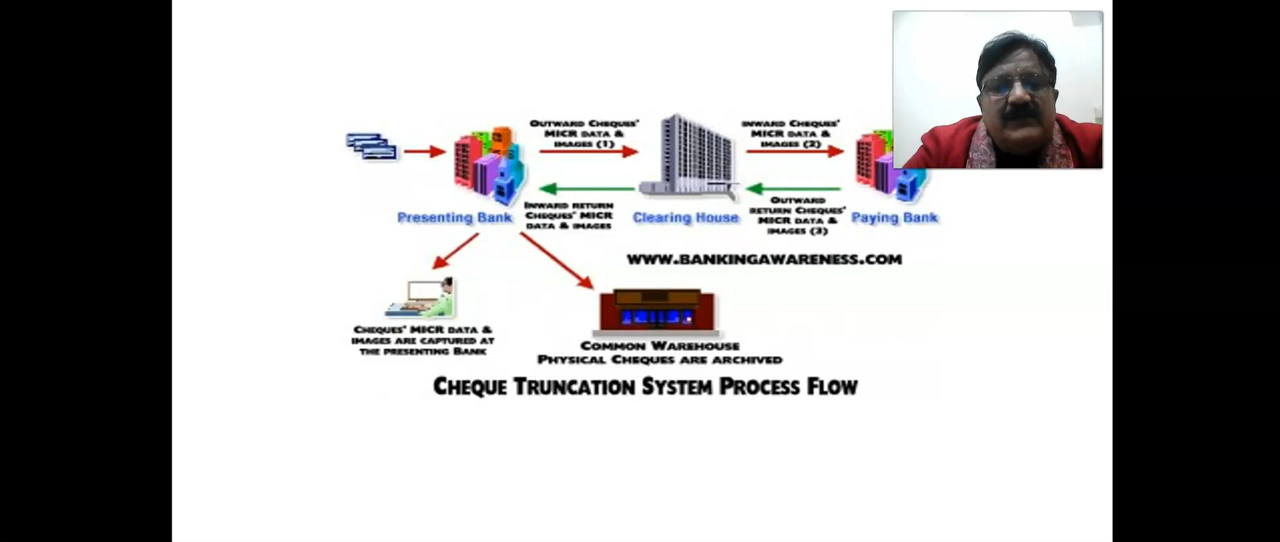 OUTWARD CHEQUES'
MICR DATA &
IMAGES (1)
INWARD CHEQUES'
MICR DATA &
IMAGES (2)
Presenting Bank
INWARD RETURN
CHEQUES' MICR
DATA & IMAGES
Clearing House
OUTWARD
RETURN CHEQUES'
MICR DATA &
IMAGES (3)
Paying Bank
WWW.BANKINGAWARENESS.COM
CHEQUES' MICR DATA &
IMAGES ARE CAPTURED AT
THE PRESENTING BANK
COMMON WAREHOUSE
PHYSICAL CHEQUES ARE ARCHIVED
CHEQUE TRUNCATION SYSTEM PROCESS FLOW